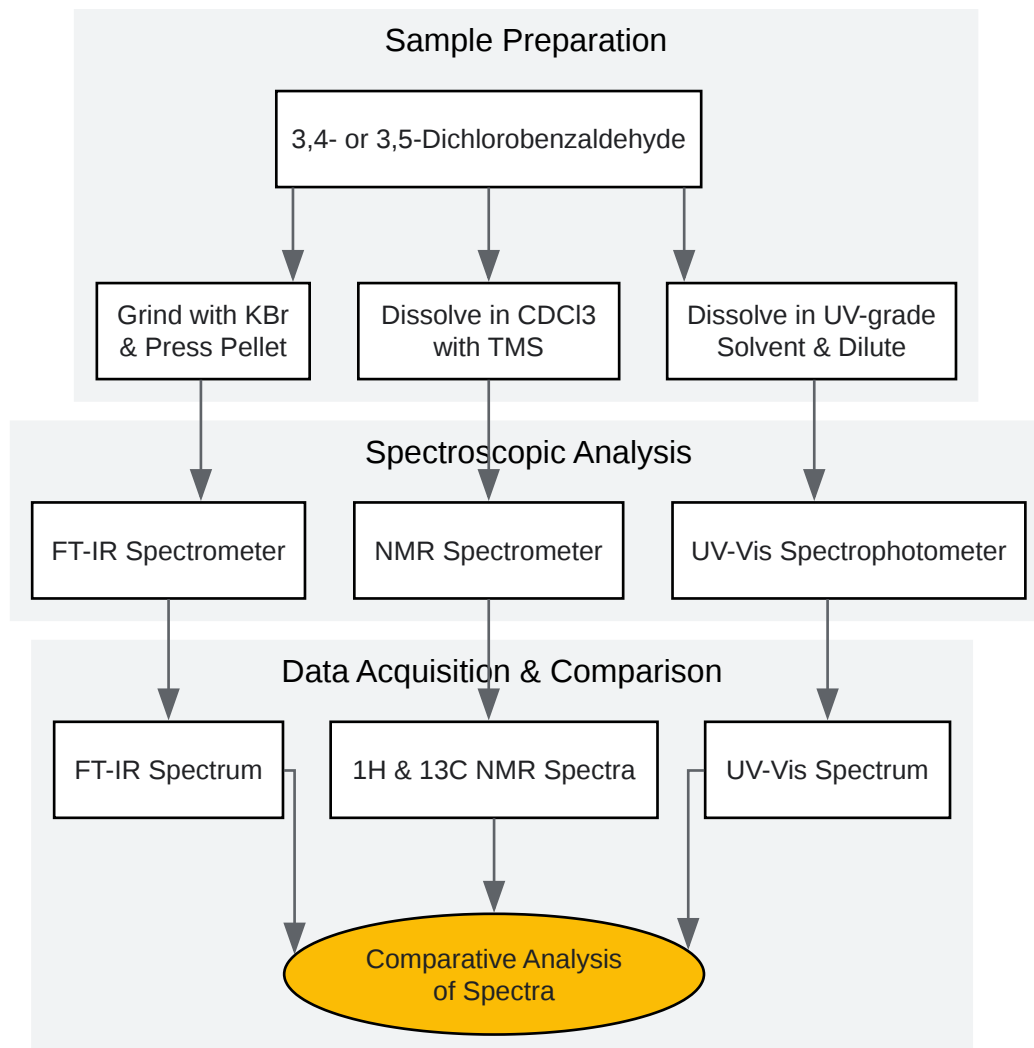 Sample Preparation
3,4- or 3,5-Dichlorobenzaldehyde
Grind with KBr
& Press Pellet
Dissolve in CDCl3
with TMS
Dissolve in UV-grade
Solvent & Dilute
Spectroscopic Analysis
FT-IR Spectrometer
NMR Spectrometer
UV-Vis Spectrophotometer
Data Acquisition & Comparison
FT-IR Spectrum
1H & 13C NMR Spectra
UV-Vis Spectrum
Comparative Analysis
of Spectra